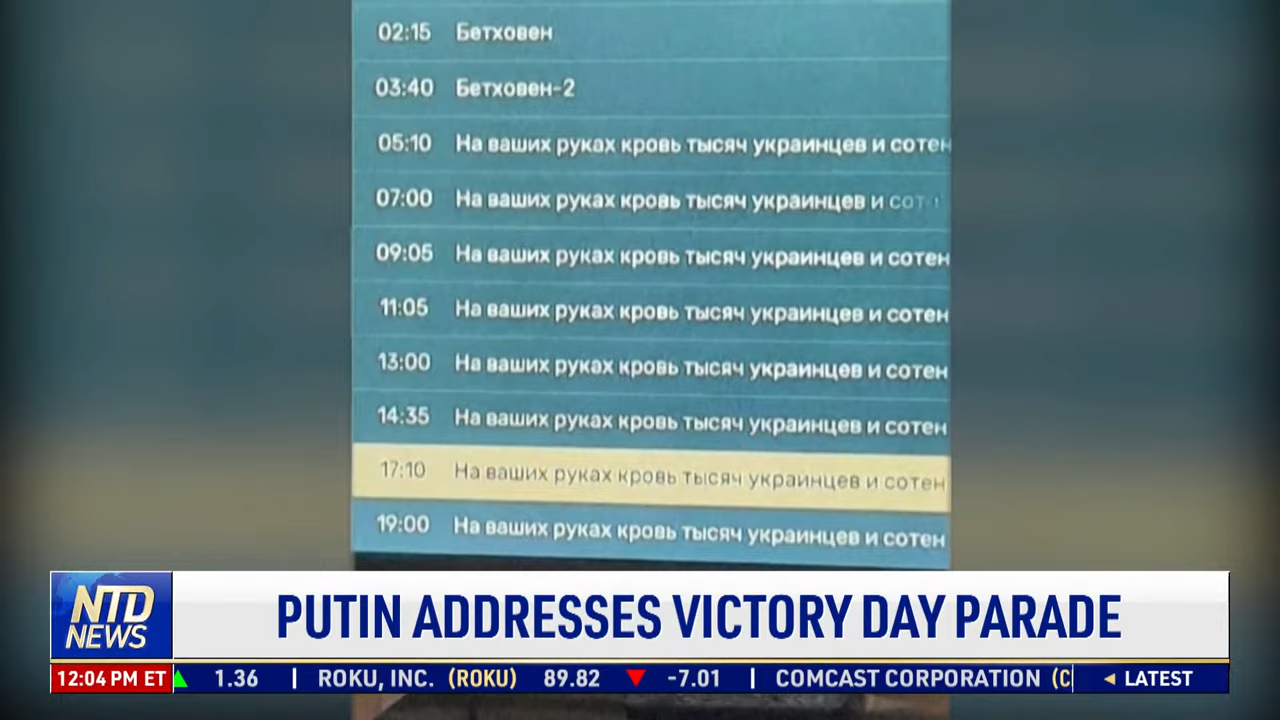 02:15 Бетховен
03:40 Бетховен-2
05:10 На ваших руках кровь тысяч украинцев и сотен
07:00 На ваших руках кровь тысяч украинцев и сот
09:05 На ваших руках кровь тысяч украинцев и сотен
11:05 На ваших руках кровь тысяч украинцев и сотен
13:00 На ваших руках кровь тысяч украинцев и сотен
14:35 На ваших руках кровь тысяч украинцев и сотен
17:10 На ваших руках кровь тысяч украинцев и сотен
19:00 На ваших руках кровь тысяч украинцев и сотен
NTD NEWS
PUTIN ADDRESSES VICTORY DAY PARADE
12:04 PM ET 1.36 | ROKU, INC. (ROKU) 89.82 -7.01 | COMCAST CORPORATION (C LATEST